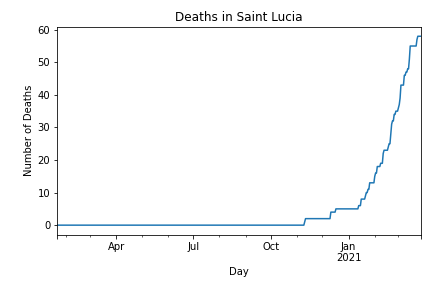 Deaths in Saint Lucia
60
50
40
30
20
10
0
Number of Deaths
Apr
Jul
Oct
Jan
2021
Day